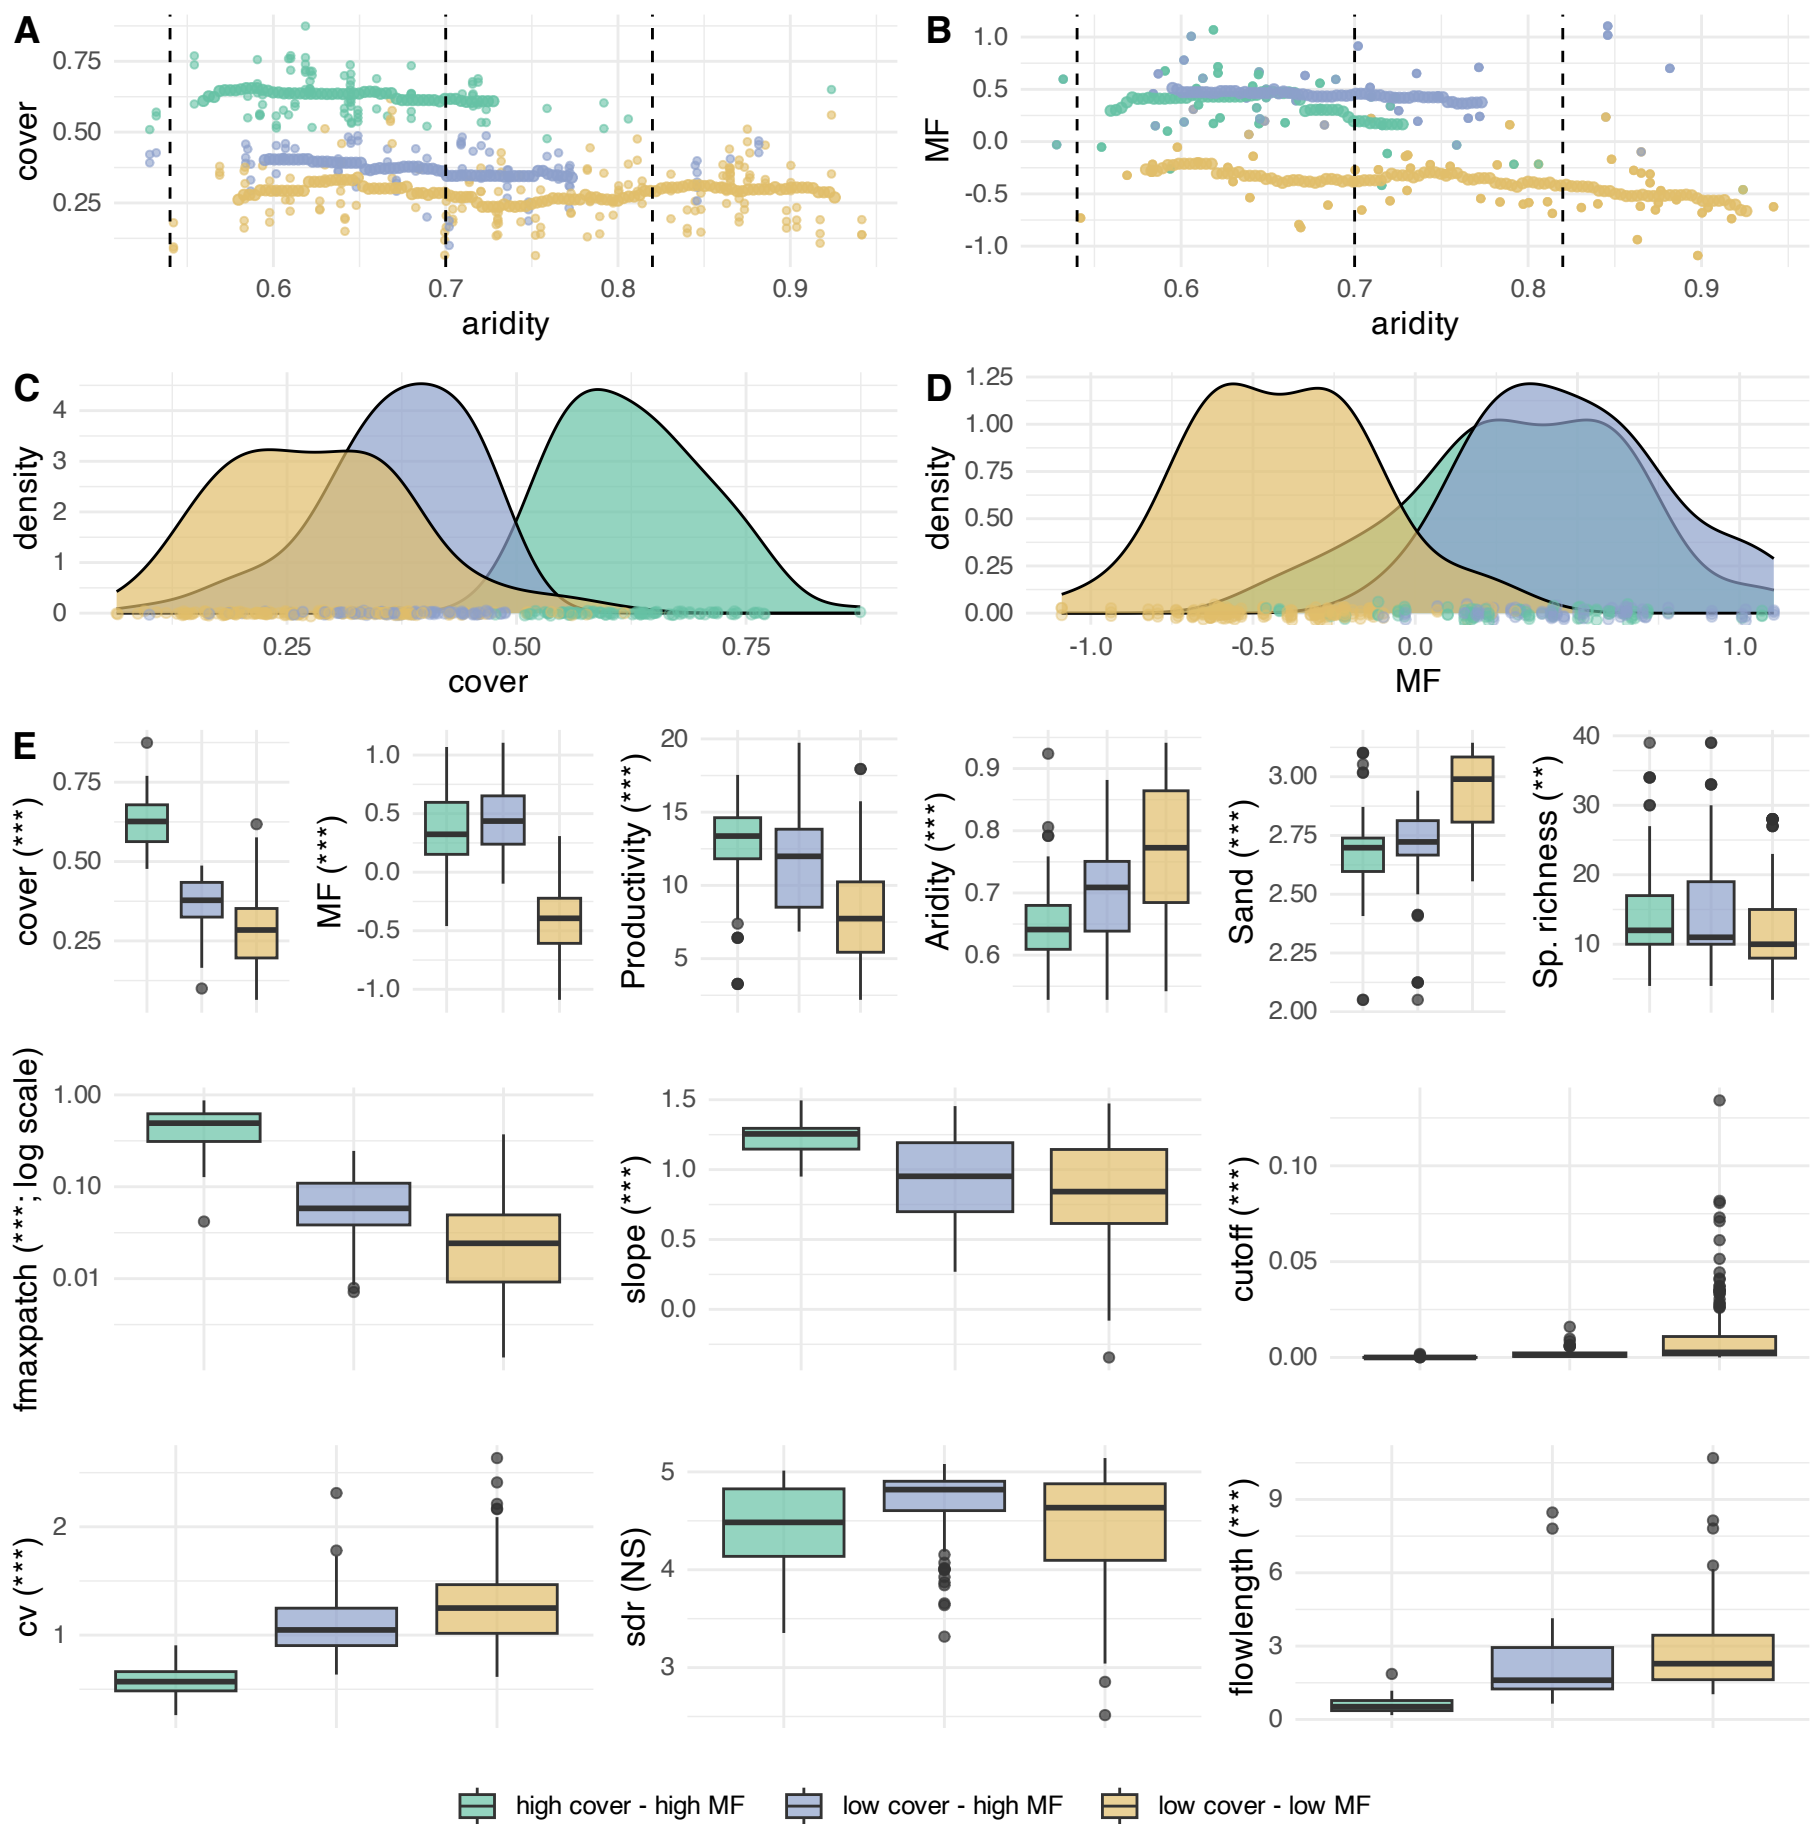 A
B
cover
0.75
0.50
0.25
0.6 0.7 0.8 0.9
aridity
MF
1.0
0.5
0.0
-0.5
-1.0
0.6 0.7 0.8 0.9
aridity
C
D
density
4
3
2
1
0
0.25 0.50 0.75
cover
density
1.25
1.00
0.75
0.50
0.25
0.00
-1.0 -0.5 0.0 0.5 1.0
MF
E
cover (***)
0.75
0.50
0.25
MF (***)
1.0
0.5
0.0
-0.5
-1.0
Productivity (***)
20
15
10
5
Aridity (***)
0.9
0.8
0.7
0.6
Sand (***)
3.00
2.75
2.50
2.25
2.00
Sp. richness (**)
40
30
20
10
fmaxpatch (***; log scale)
1.00
0.10
0.01
slope (***)
1.5
1.0
0.5
0.0
cutoff (***)
0.10
0.05
0.00
cv (***)
2
1
sdr (NS)
5
4
3
flowlength (***)
9
6
3
0
high cover - high MF low cover - high MF low cover - low MF